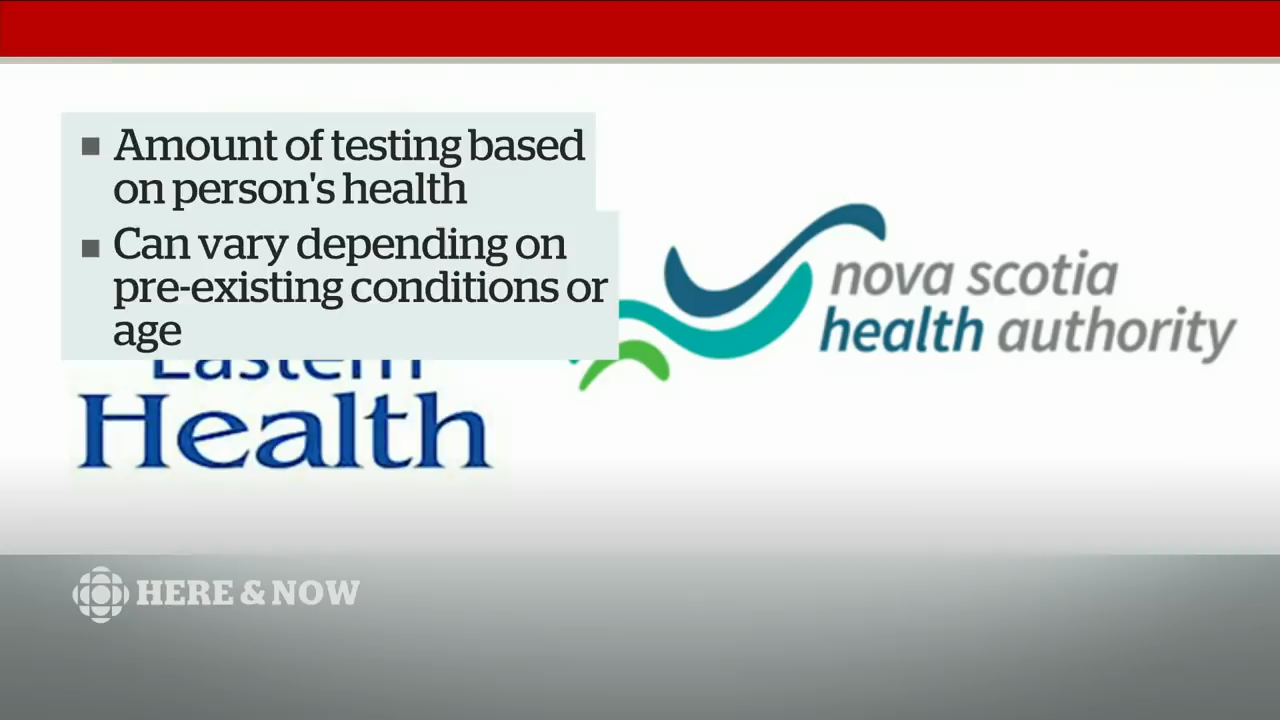 Amount of testing based
on person's health
Can vary depending on
pre-existing conditions or
age
Eastern
Health
nova scotia
health authority
HERE & NOW